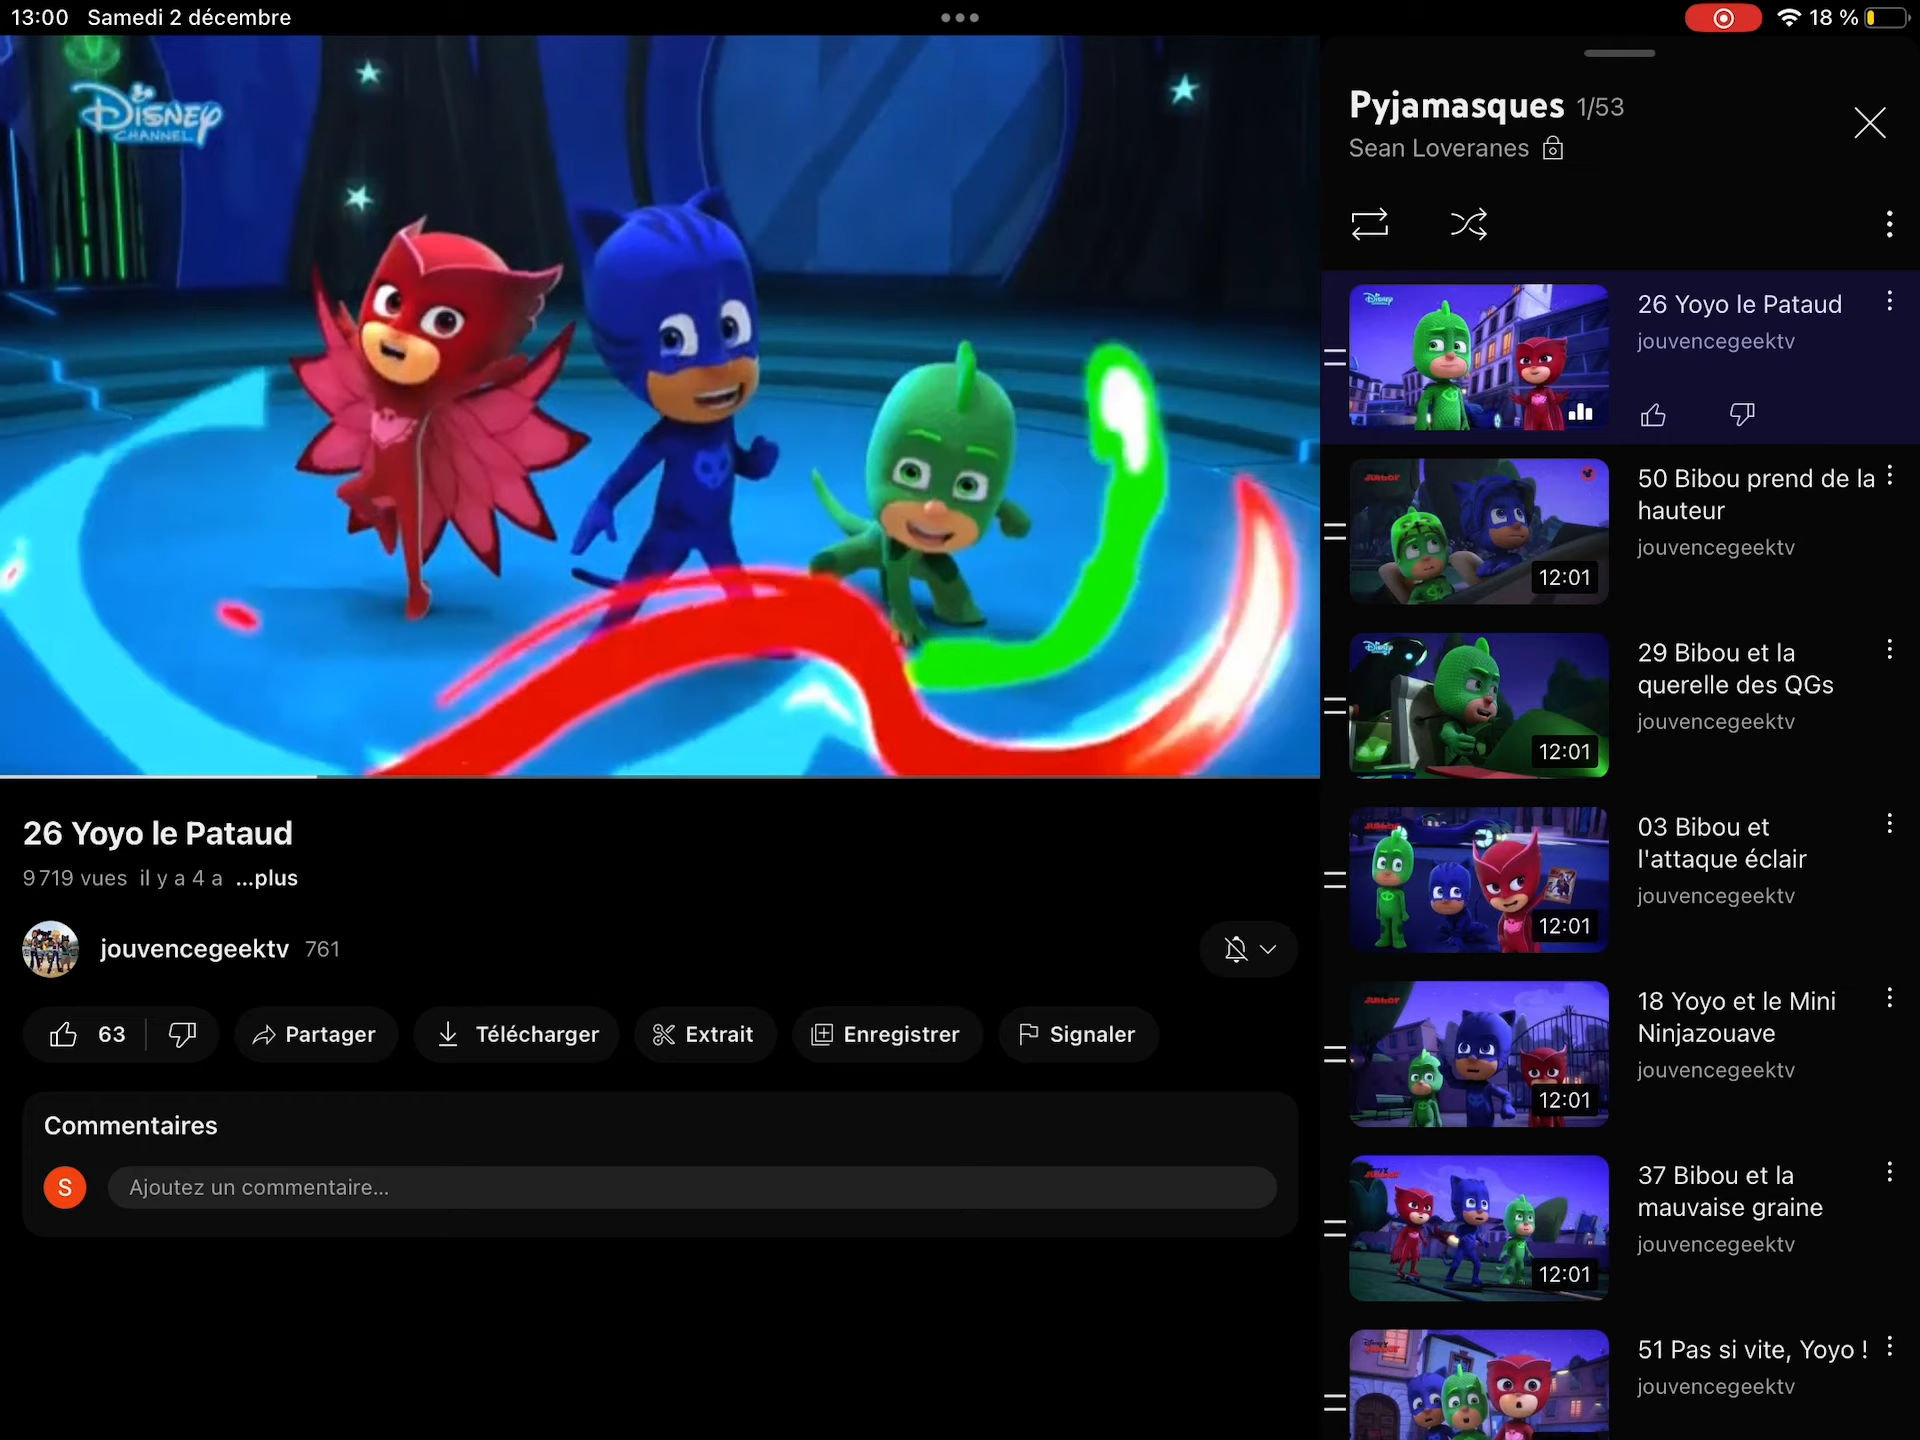 13:00 Samedi 2 décembre
18 %
Disney
CHANNEL
Pyjamasques 1/53
Sean Loveranes
26 Yoyo le Pataud
jouvencegeektv
50 Bibou prend de la
hauteur
jouvencegeektv
12:01
29 Bibou et la
querelle des QGs
jouvencegeektv
12:01
03 Bibou et
l'attaque éclair
jouvencegeektv
12:01
18 Yoyo et le Mini
Ninjazouave
jouvencegeektv
12:01
37 Bibou et la
mauvaise graine
jouvencegeektv
12:01
51 Pas si vite, Yoyo !
jouvencegeektv
26 Yoyo le Pataud
9 719 vues il y a 4 a ...plus
jouvencegeektv 761
63
Partager
Télécharger
Extrait
Enregistrer
Signaler
Commentaires
S
Ajoutez un commentaire...